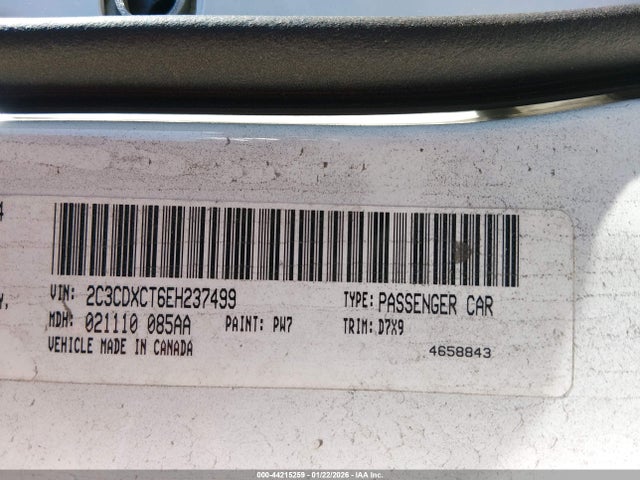 4
VIN: 2C3CDXCT6EH237499 TYPE: PASSENGER CAR
Y,
MDH: 021110 085AA PAINT: PW7 TRIM: D7X9
VEHICLE MADE IN CANADA 4658843
000-44215259 | 01/22/2026 - IAA Inc.